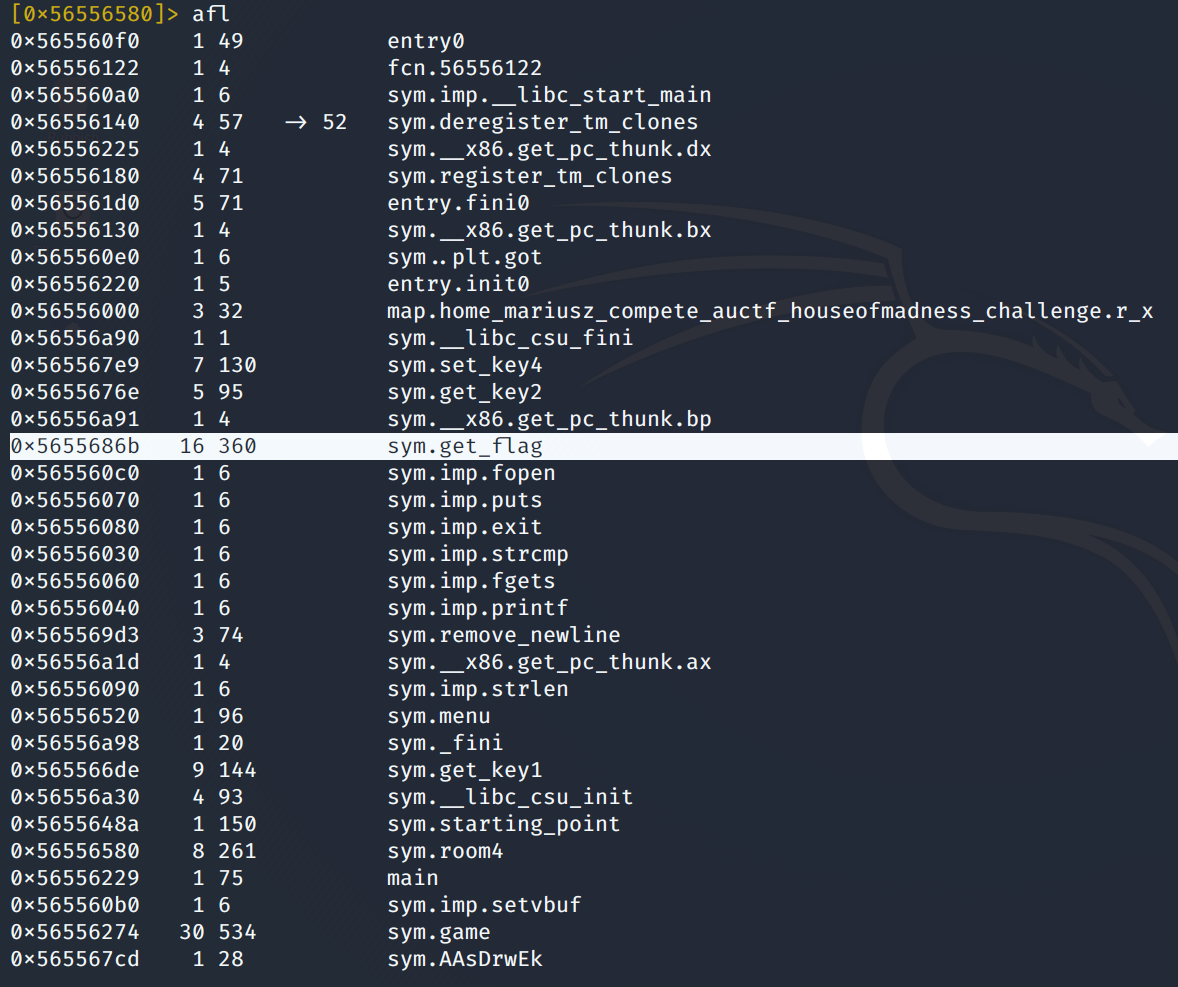 [0×56556580]> afl
0×565560f0 1 49 entry0
0×56556122 1 4 fcn.56556122
0×565560a0 1 6 sym.imp.__libc_start_main
0×56556140 4 57 → 52 sym.deregister_tm_clones
0×56556225 1 4 sym.__x86.get_pc_thunk.dx
0×56556180 4 71 sym.register_tm_clones
0×565561d0 5 71 entry.fini0
0×56556130 1 4 sym.__x86.get_pc_thunk.bx
0×565560e0 1 6 sym..plt.got
0×56556220 1 5 entry.init0
0×56556000 3 32 map.home_mariusz_compete_auctf_houseofmadness_challenge.r_x
0×56556a90 1 1 sym.__libc_csu_fini
0×565567e9 7 130 sym.set_key4
0×5655676e 5 95 sym.get_key2
0×56556a91 1 4 sym.__x86.get_pc_thunk.bp
0×5655686b 16 360 sym.get_flag
0×565560c0 1 6 sym.imp.fopen
0×56556070 1 6 sym.imp.puts
0×56556080 1 6 sym.imp.exit
0×56556030 1 6 sym.imp.strcmp
0×56556060 1 6 sym.imp.fgets
0×56556040 1 6 sym.imp.printf
0×565569d3 3 74 sym.remove_newline
0×56556a1d 1 4 sym.__x86.get_pc_thunk.ax
0×56556090 1 6 sym.imp.strlen
0×56556520 1 96 sym.menu
0×56556a98 1 20 sym._fini
0×565566de 9 144 sym.get_key1
0×56556a30 4 93 sym.__libc_csu_init
0×5655648a 1 150 sym.starting_point
0×56556580 8 261 sym.room4
0×56556229 1 75 main
0×565560b0 1 6 sym.imp.setvbuf
0×56556274 30 534 sym.game
0×565567cd 1 28 sym.AAsDrwEk